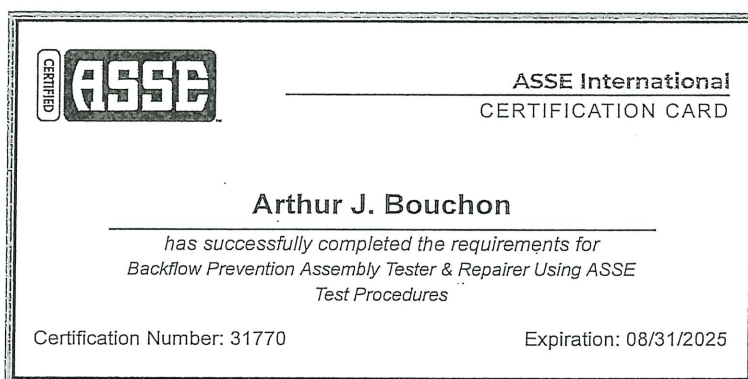 CERTIFIED
ASSE
ASSE International
CERTIFICATION CARD
Arthur J. Bouchon
has successfully completed the requirements for
Backflow Prevention Assembly Tester & Repairer Using ASSE
Test Procedures
Certification Number: 31770
Expiration: 08/31/2025